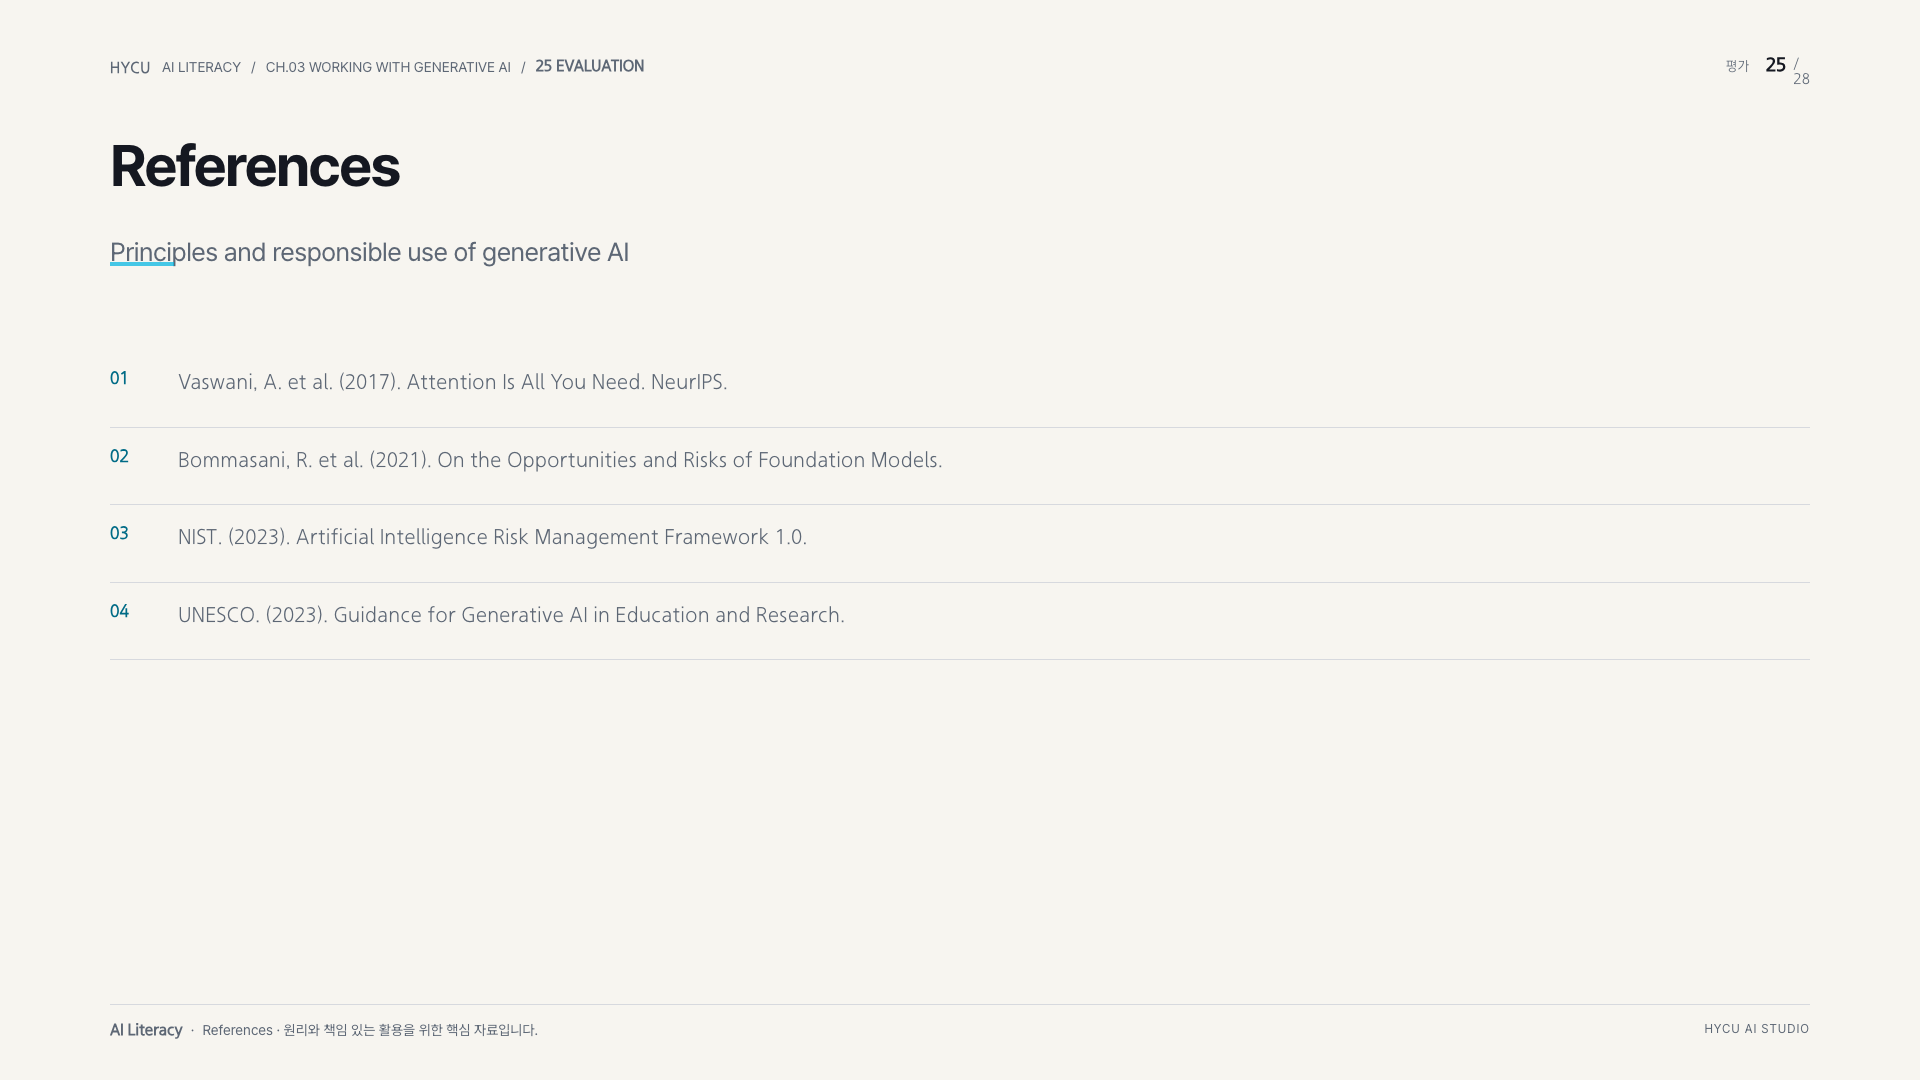 HYCU AI LITERACY / CH.03 WORKING WITH GENERATIVE AI / 25 EVALUATION
평가 25 /
28
References
Principles and responsible use of generative AI
01 Vaswani, A. et al. (2017). Attention Is All You Need. NeurIPS.
02 Bommasani, R. et al. (2021). On the Opportunities and Risks of Foundation Models.
03 NIST. (2023). Artificial Intelligence Risk Management Framework 1.0.
04 UNESCO. (2023). Guidance for Generative AI in Education and Research.
AI Literacy · References · 원리와 책임 있는 활용을 위한 핵심 자료입니다.
HYCU AI STUDIO